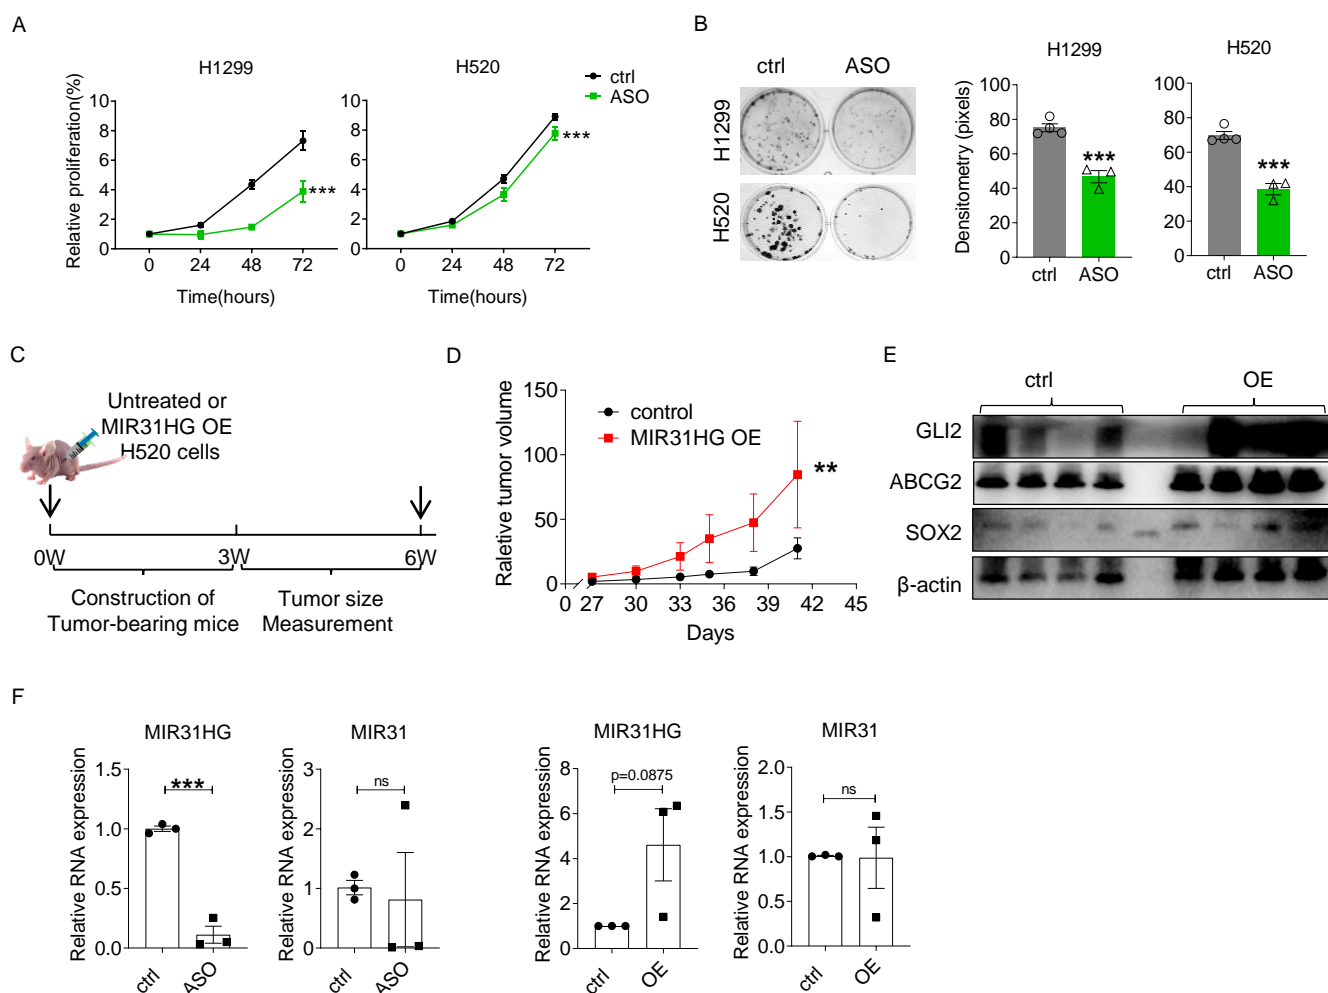 A
H1299
H520
ctrl
ASO
Relative proliferation(%)
10
8
6
4
2
0
0 24 48 72
Time(hours)
10
8
6
4
2
0
0 24 48 72
Time(hours)
***
***
B
ctrl ASO
H1299
H520
H1299
Densitometry (pixels)
100
80
60
40
20
0
***
ctrl ASO
H520
100
80
60
40
20
0
***
ctrl ASO
C
Untreated or
MIR31HG OE
H520 cells
0W 3W 6W
Construction of
Tumor-bearing mice
Tumor size
Measurement
D
Raletive tumor volume
150
100
50
0
control
MIR31HG OE
**
0 27 30 33 36 39 42 45
Days
E
ctrl OE
GLI2
ABCG2
SOX2
β-actin
F
MIR31HG
Relative RNA expression
1.5
1.0
0.5
0.0
***
ctrl ASO
MIR31
Relative RNA expression
3
2
1
0
ns
ctrl ASO
MIR31HG
Relative RNA expression
8
6
4
2
0
p=0.0875
ctrl OE
MIR31
Relative RNA expression
2.0
1.5
1.0
0.5
0.0
ns
ctrl OE